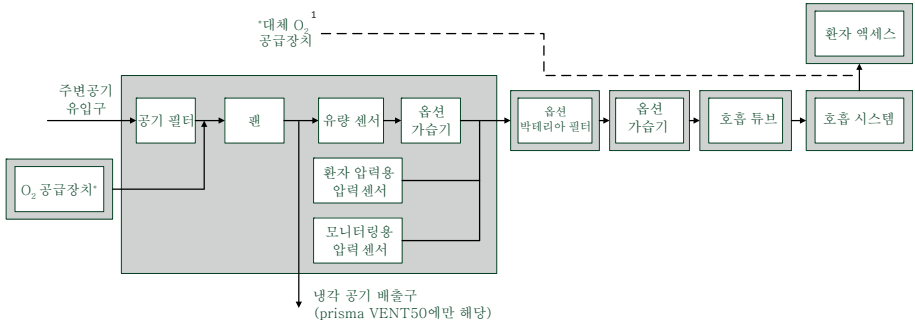 *대체 O₂¹
공급장치
환자 액세스
주변공기
유입구
공기 필터
팬
유량 센서
옵션
가습기
옵션
박테리아 필터
옵션
가습기
호흡 튜브
호흡 시스템
O₂ 공급장치*
환자 압력용
압력센서
모니터링용
압력 센서
냉각 공기 배출구
(prisma VENT50에만 해당)